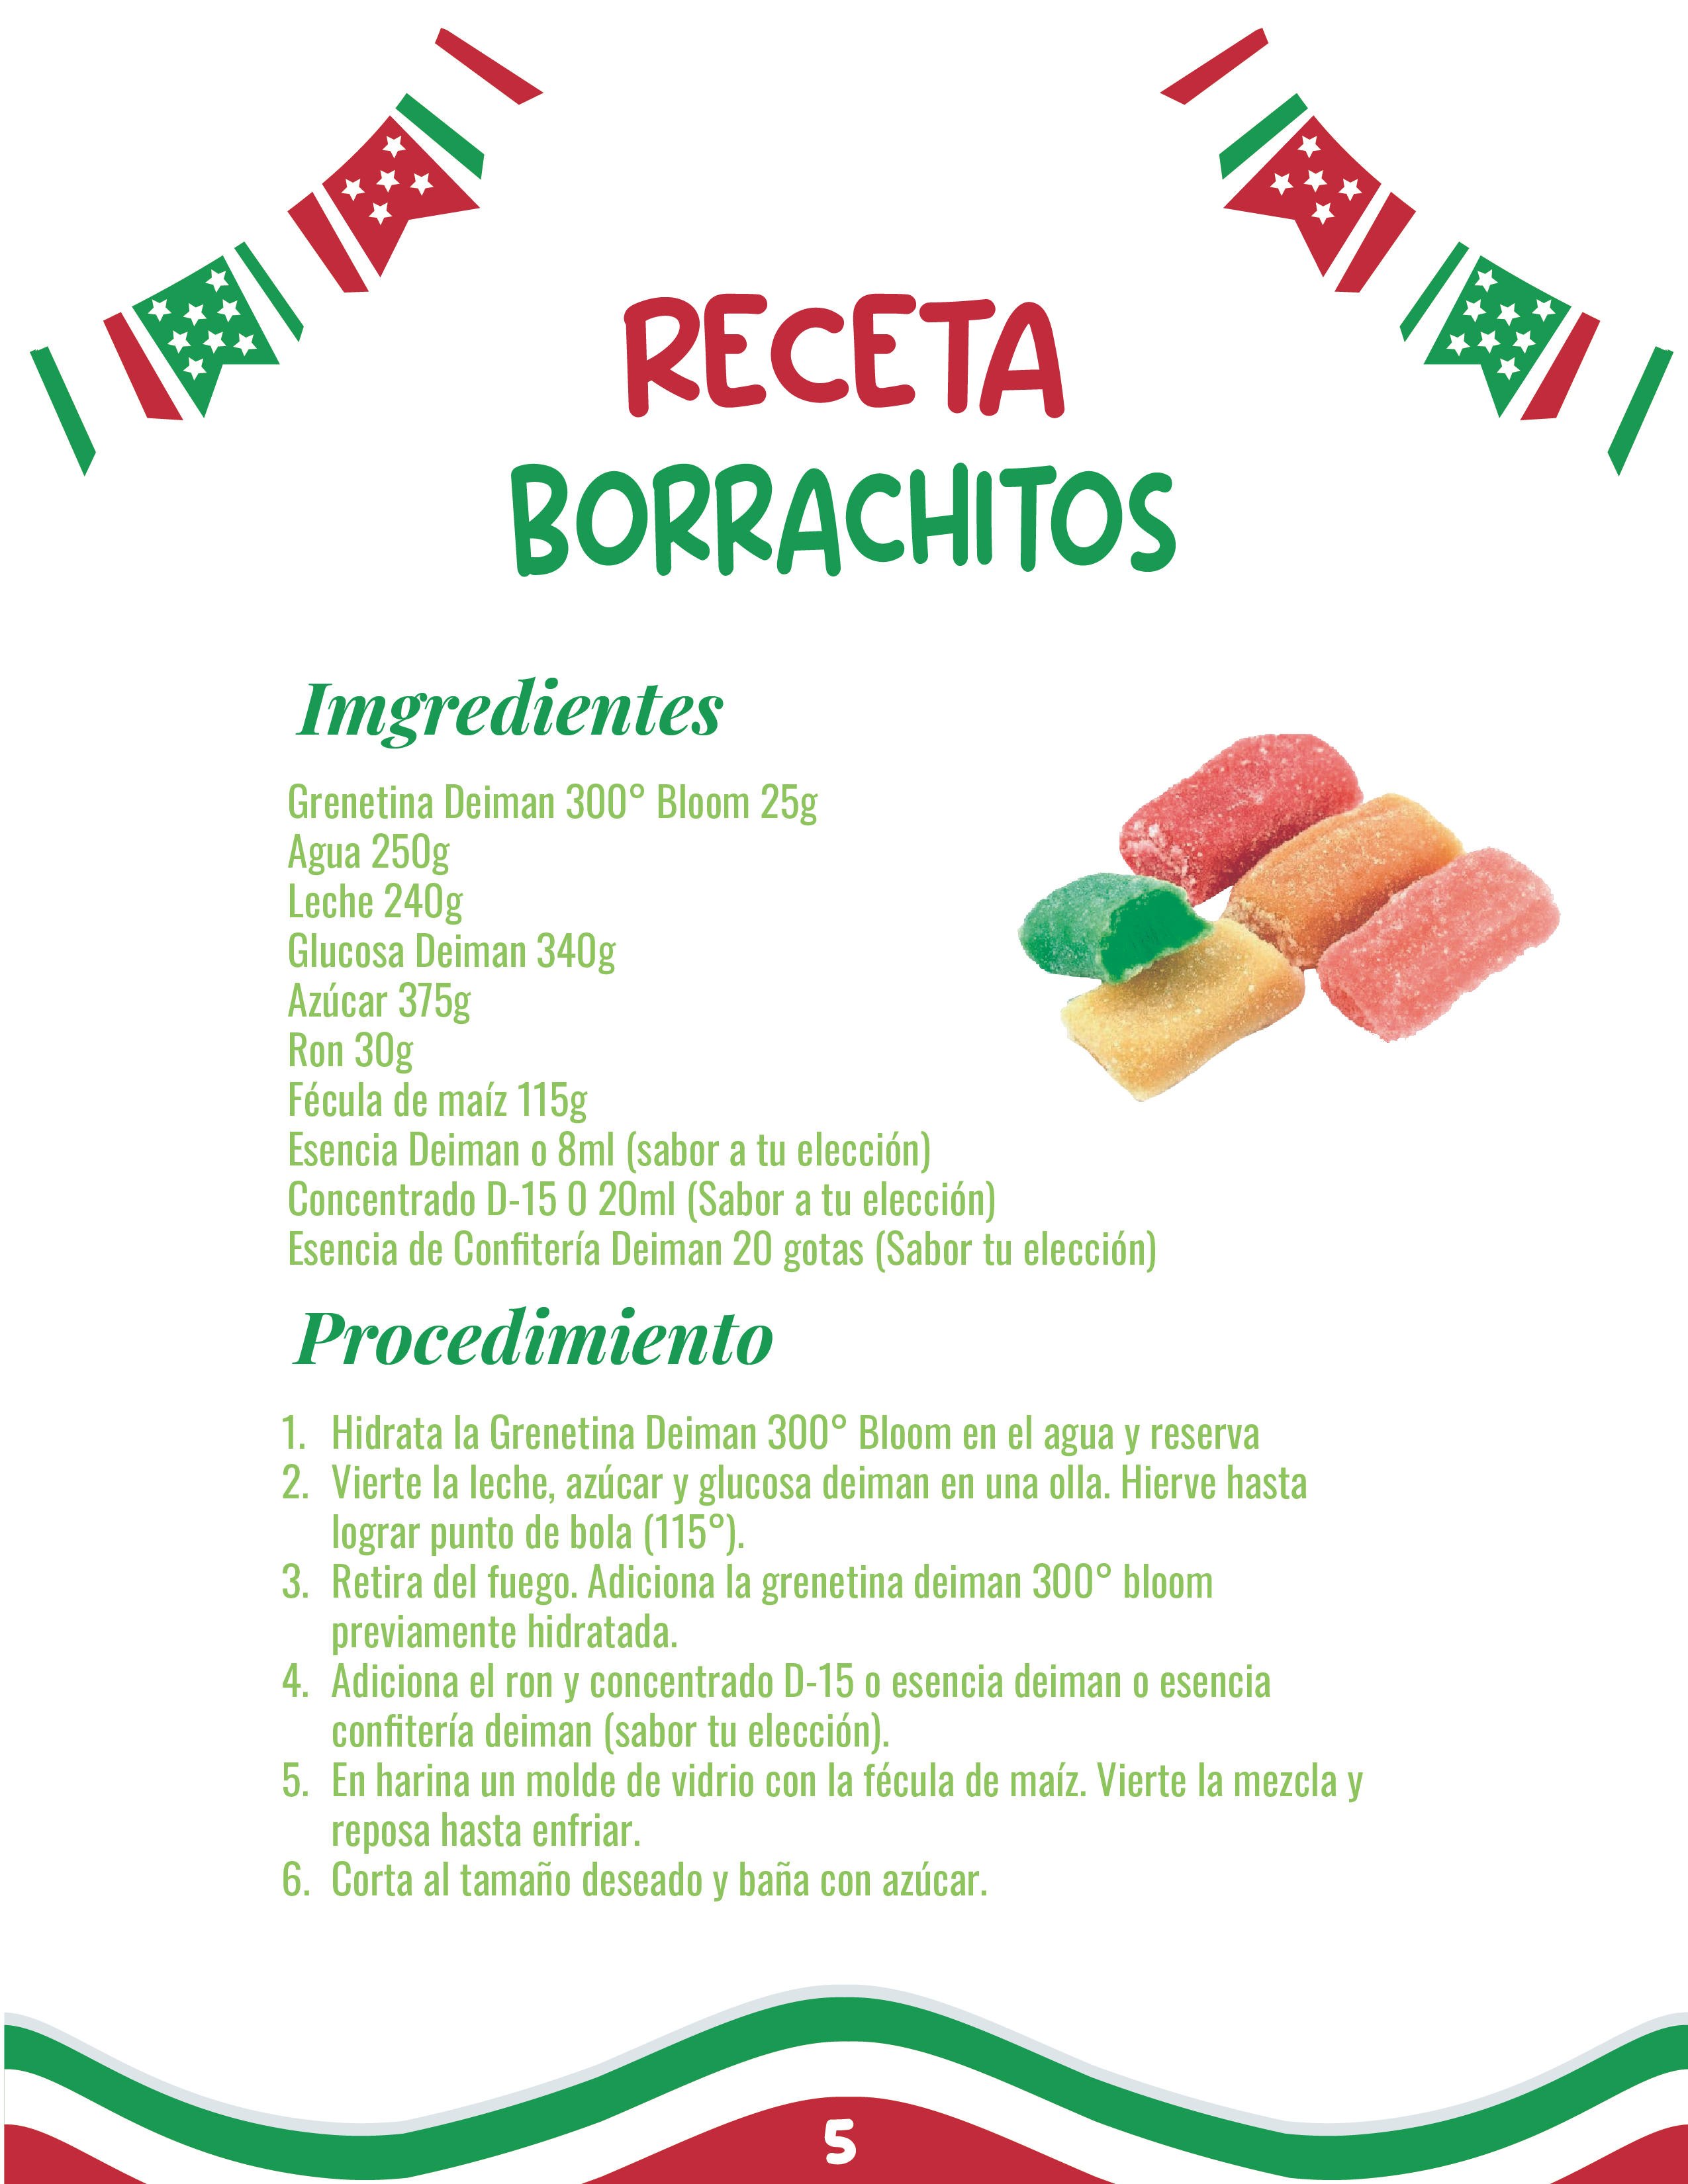 RECETA
BORRACHITOS
Imgredientes
Grenetina Deiman 300° Bloom 25g
Agua 250g
Leche 240g
Glucosa Deiman 340g
Azúcar 375g
Ron 30g
Fécula de maíz 115g
Esencia Deiman o 8ml (sabor a tu elección)
Concentrado D-15 0 20ml (Sabor a tu elección)
Esencia de Confitería Deiman 20 gotas (Sabor tu elección)
Procedimiento
1. Hidrata la Grenetina Deiman 300° Bloom en el agua y reserva
2. Vierte la leche, azúcar y glucosa deiman en una olla. Hierve hasta
lograr punto de bola (115°).
3. Retira del fuego. Adiciona la grenetina deiman 300° bloom
previamente hidratada.
4. Adiciona el ron y concentrado D-15 o esencia deiman o esencia
confitería deiman (sabor tu elección).
5. En harina un molde de vidrio con la fécula de maíz. Vierte la mezcla y
reposa hasta enfriar.
6. Corta al tamaño deseado y baña con azúcar.
5